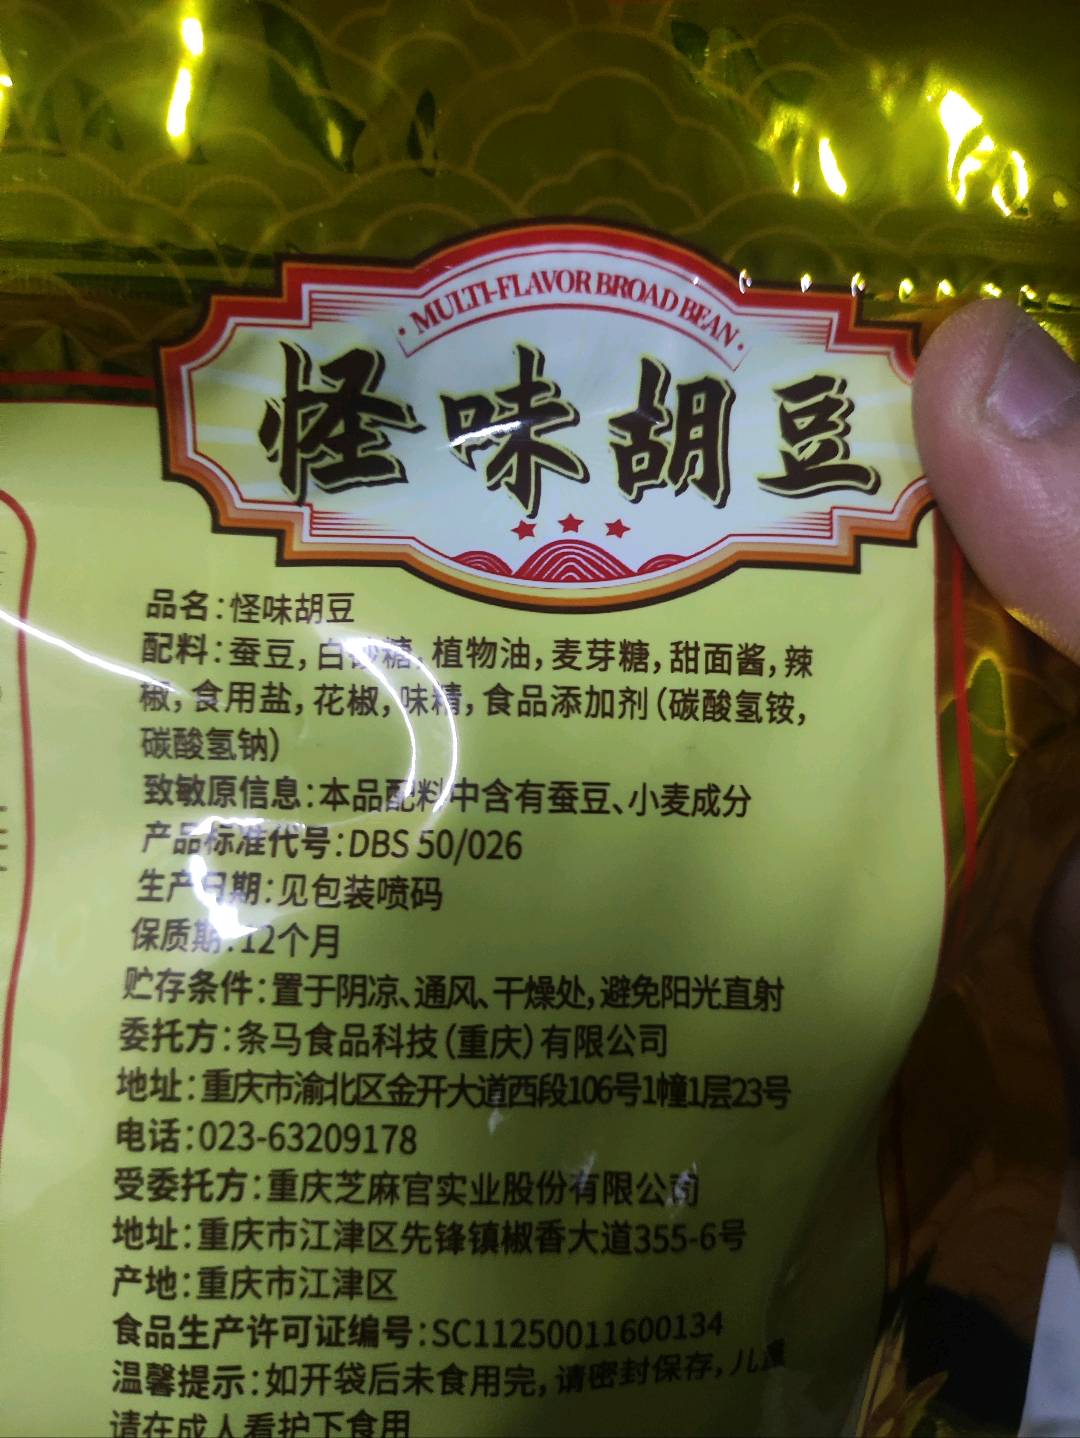 MULTI-FLAVOR BROAD BEAN
怪味胡豆
品名:怪味胡豆
配料:蚕豆,白砂糖,植物油,麦芽糖,甜面酱,辣
椒,食用盐,花椒,味精,食品添加剂(碳酸氢铵,
碳酸氢钠)
致敏原信息:本品配料中含有蚕豆、小麦成分
产品标准代号:DBS 50/026
生产日期:见包装喷码
保质期:12个月
贮存条件:置于阴凉、通风、干燥处,避免阳光直射
委托方:条马食品科技(重庆)有限公司
地址:重庆市渝北区金开大道西段106号1幢1层23号
电话:023-63209178
受委托方:重庆芝麻官实业股份有限公司
地址:重庆市江津区先锋镇椒香大道355-6号
产地:重庆市江津区
食品生产许可证编号:SC11250011600134
温馨提示:如开袋后未食用完,请密封保存,儿童
请在成人看护下食用